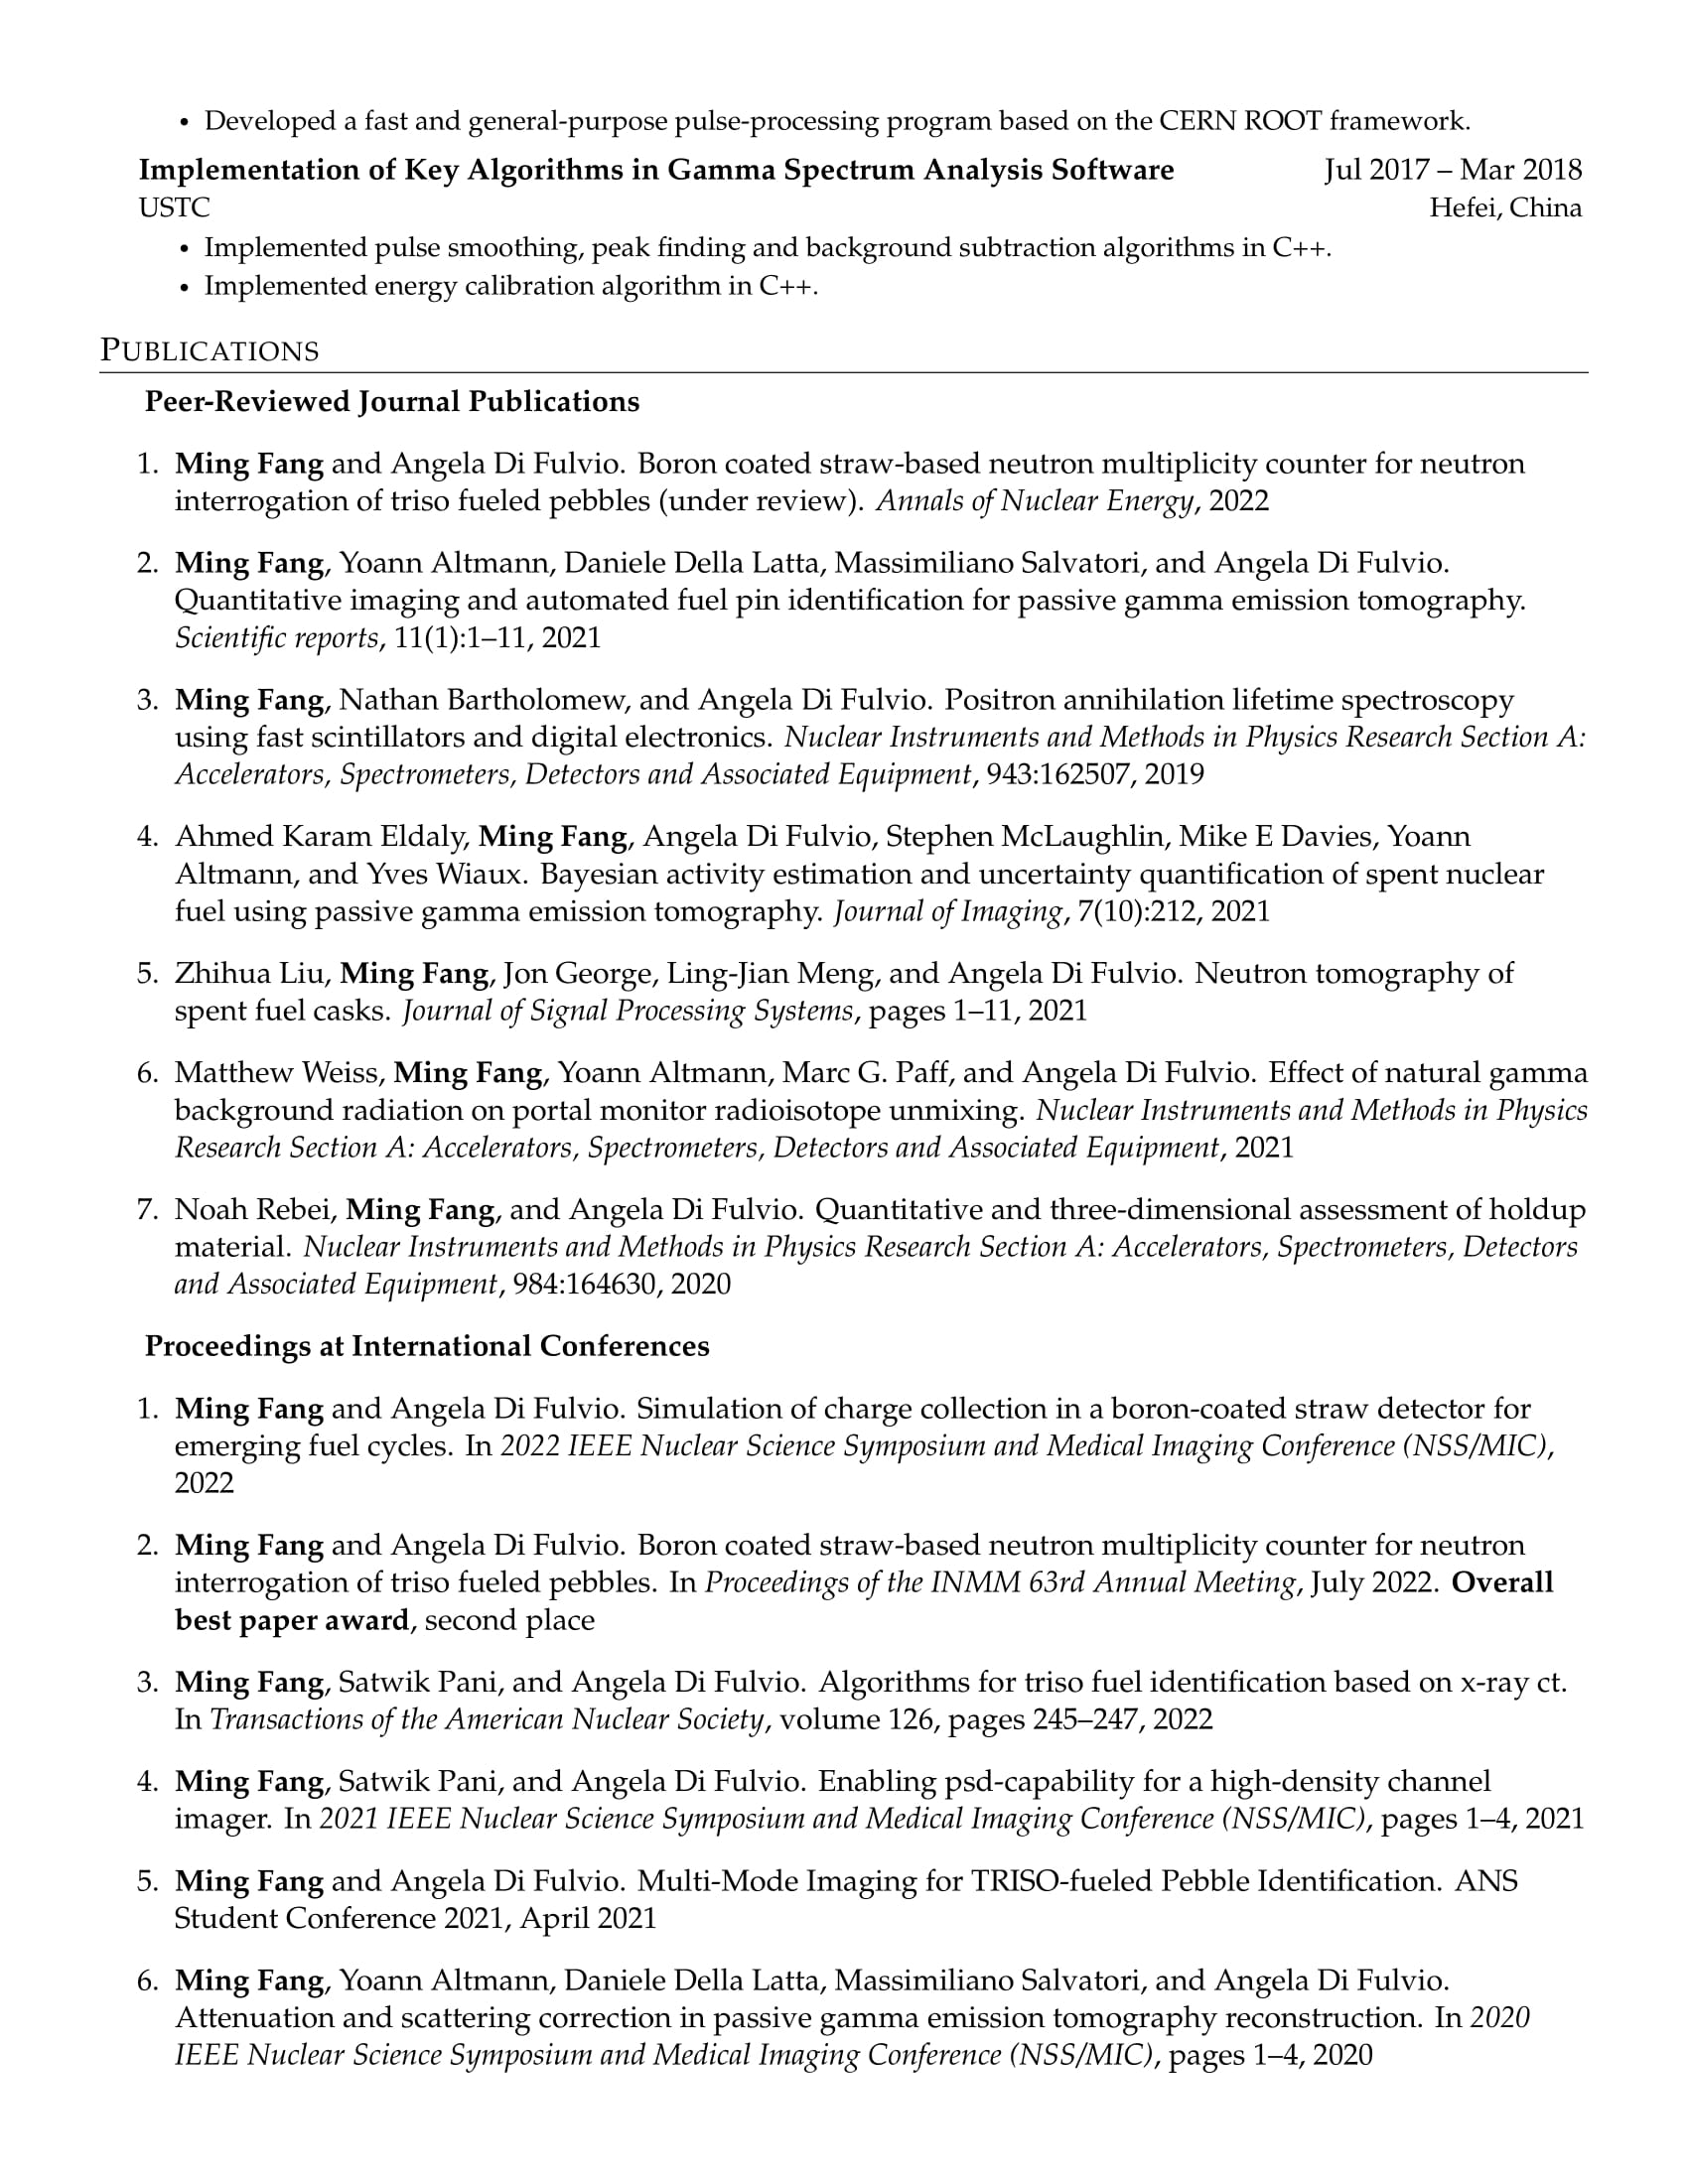 • Developed a fast and general-purpose pulse-processing program based on the CERN ROOT framework.
Implementation of Key Algorithms in Gamma Spectrum Analysis Software Jul 2017 – Mar 2018
USTC Hefei, China
• Implemented pulse smoothing, peak finding and background subtraction algorithms in C++.
• Implemented energy calibration algorithm in C++.
PUBLICATIONS
Peer-Reviewed Journal Publications
1. Ming Fang and Angela Di Fulvio. Boron coated straw-based neutron multiplicity counter for neutron
interrogation of triso fueled pebbles (under review). Annals of Nuclear Energy, 2022
2. Ming Fang, Yoann Altmann, Daniele Della Latta, Massimiliano Salvatori, and Angela Di Fulvio.
Quantitative imaging and automated fuel pin identification for passive gamma emission tomography.
Scientific reports, 11(1):1–11, 2021
3. Ming Fang, Nathan Bartholomew, and Angela Di Fulvio. Positron annihilation lifetime spectroscopy
using fast scintillators and digital electronics. Nuclear Instruments and Methods in Physics Research Section A:
Accelerators, Spectrometers, Detectors and Associated Equipment, 943:162507, 2019
4. Ahmed Karam Eldaly, Ming Fang, Angela Di Fulvio, Stephen McLaughlin, Mike E Davies, Yoann
Altmann, and Yves Wiaux. Bayesian activity estimation and uncertainty quantification of spent nuclear
fuel using passive gamma emission tomography. Journal of Imaging, 7(10):212, 2021
5. Zhihua Liu, Ming Fang, Jon George, Ling-Jian Meng, and Angela Di Fulvio. Neutron tomography of
spent fuel casks. Journal of Signal Processing Systems, pages 1–11, 2021
6. Matthew Weiss, Ming Fang, Yoann Altmann, Marc G. Paff, and Angela Di Fulvio. Effect of natural gamma
background radiation on portal monitor radioisotope unmixing. Nuclear Instruments and Methods in Physics
Research Section A: Accelerators, Spectrometers, Detectors and Associated Equipment, 2021
7. Noah Rebei, Ming Fang, and Angela Di Fulvio. Quantitative and three-dimensional assessment of holdup
material. Nuclear Instruments and Methods in Physics Research Section A: Accelerators, Spectrometers, Detectors
and Associated Equipment, 984:164630, 2020
Proceedings at International Conferences
1. Ming Fang and Angela Di Fulvio. Simulation of charge collection in a boron-coated straw detector for
emerging fuel cycles. In 2022 IEEE Nuclear Science Symposium and Medical Imaging Conference (NSS/MIC),
2022
2. Ming Fang and Angela Di Fulvio. Boron coated straw-based neutron multiplicity counter for neutron
interrogation of triso fueled pebbles. In Proceedings of the INMM 63rd Annual Meeting, July 2022. Overall
best paper award, second place
3. Ming Fang, Satwik Pani, and Angela Di Fulvio. Algorithms for triso fuel identification based on x-ray ct.
In Transactions of the American Nuclear Society, volume 126, pages 245–247, 2022
4. Ming Fang, Satwik Pani, and Angela Di Fulvio. Enabling psd-capability for a high-density channel
imager. In 2021 IEEE Nuclear Science Symposium and Medical Imaging Conference (NSS/MIC), pages 1–4, 2021
5. Ming Fang and Angela Di Fulvio. Multi-Mode Imaging for TRISO-fueled Pebble Identification. ANS
Student Conference 2021, April 2021
6. Ming Fang, Yoann Altmann, Daniele Della Latta, Massimiliano Salvatori, and Angela Di Fulvio.
Attenuation and scattering correction in passive gamma emission tomography reconstruction. In 2020
IEEE Nuclear Science Symposium and Medical Imaging Conference (NSS/MIC), pages 1–4, 2020